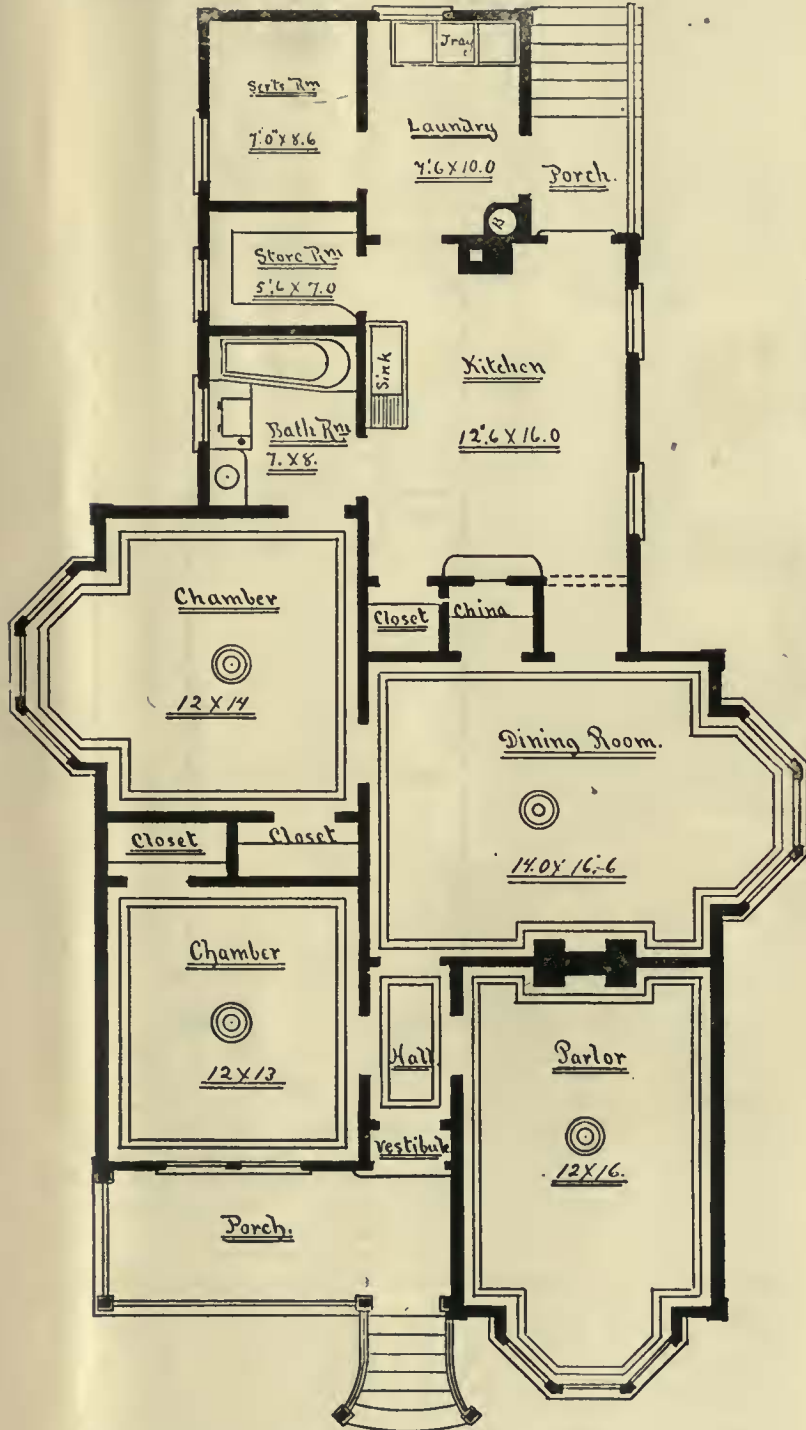 Tray
Serts Rm
7'.0" X 8.6
Laundry
7'.6 X 10.0
Porch.
B
Store Rm
5'.6 X 7.0
Sink
Kitchen
12'.6 X 16.0
Bath Rm
7. X 8.
Chamber
12 X 14
Closet
China
Dining Room.
14.0 X 16'-6
Closet
Closet
Chamber
12 X 13
Hall
Parlor
12 X 16.
Vestibule
Porch.